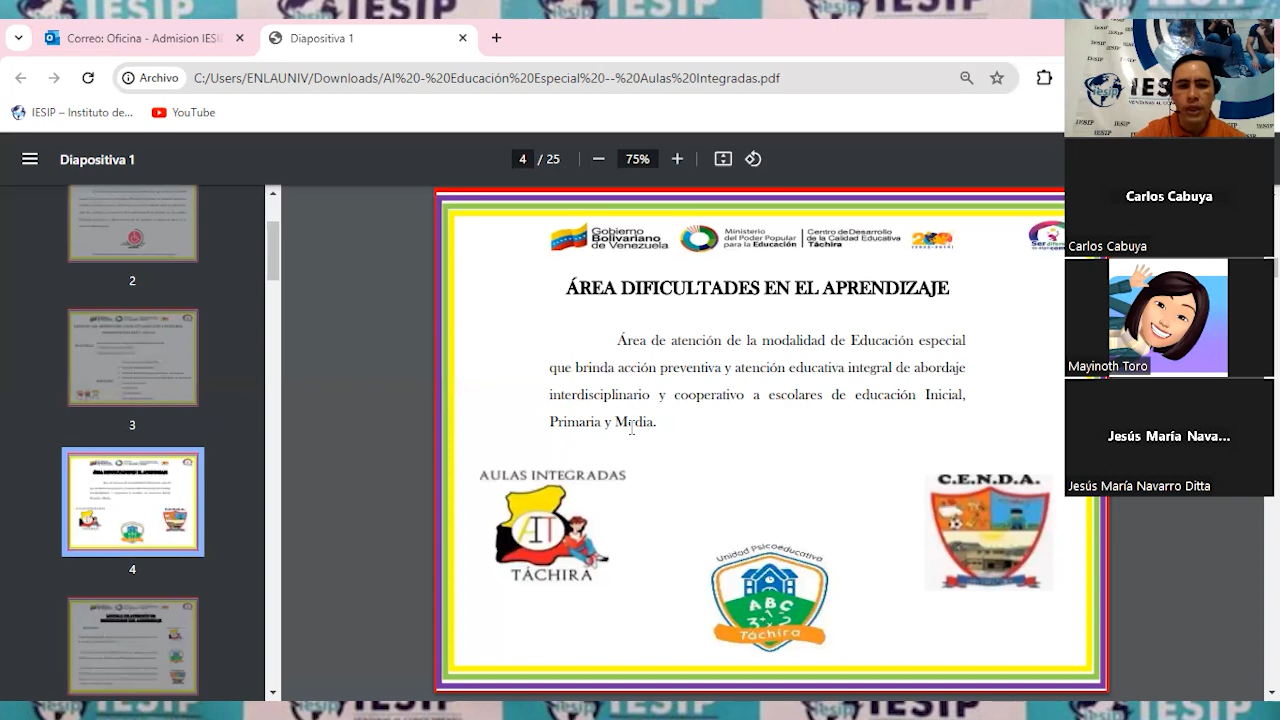 Correo: Oficina - Admision IESI
Diapositiva 1
Archivo
C:/Users/ENLAUNIV/Downloads/AI%20-%20Educacion%20Especial%20--%20Aulas%20Integradas.pdf
IESIP – Instituto de...
YouTube
Diapositiva 1
4 / 25
75%
2
3
4
Gobierno
Bolivariano
de Venezuela
Ministerio
del Poder Popular
para la Educación
Centro de Desarrollo
de la Calidad Educativa
Táchira
ÁREA DIFICULTADES EN EL APRENDIZAJE
Área de atención de la modalidad de Educación especial
que brinda acción preventiva y atención educativa integral de abordaje
interdisciplinario y cooperativo a escolares de educación Inicial,
Primaria y Media.
AULAS INTEGRADAS
AI
TÁCHIRA
Unidad Psicoeducativa
ABC
Táchira
C.E.N.D.A.
iesip
IESIP
Carlos Cabuya
Carlos Cabuya
Mayinoth Toro
Jesús María Nava...
Jesús María Navarro Ditta